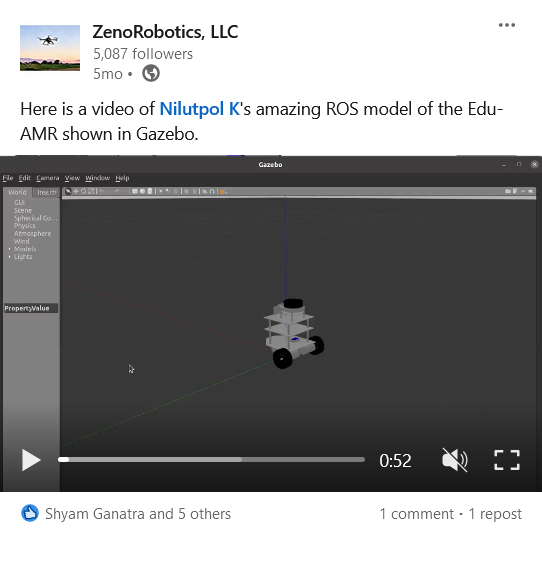 ZenoRobotics, LLC
5,087 followers
5mo •
Here is a video of Nilutpol K's amazing ROS model of the Edu-
AMR shown in Gazebo.
Gazebo
File Edit Camera View Window Help
World Insert
GUI
Scene
Spherical Co...
Physics
Atmosphere
Wind
Models
Lights
Property Value
0:52
Shyam Ganatra and 5 others
1 comment • 1 repost